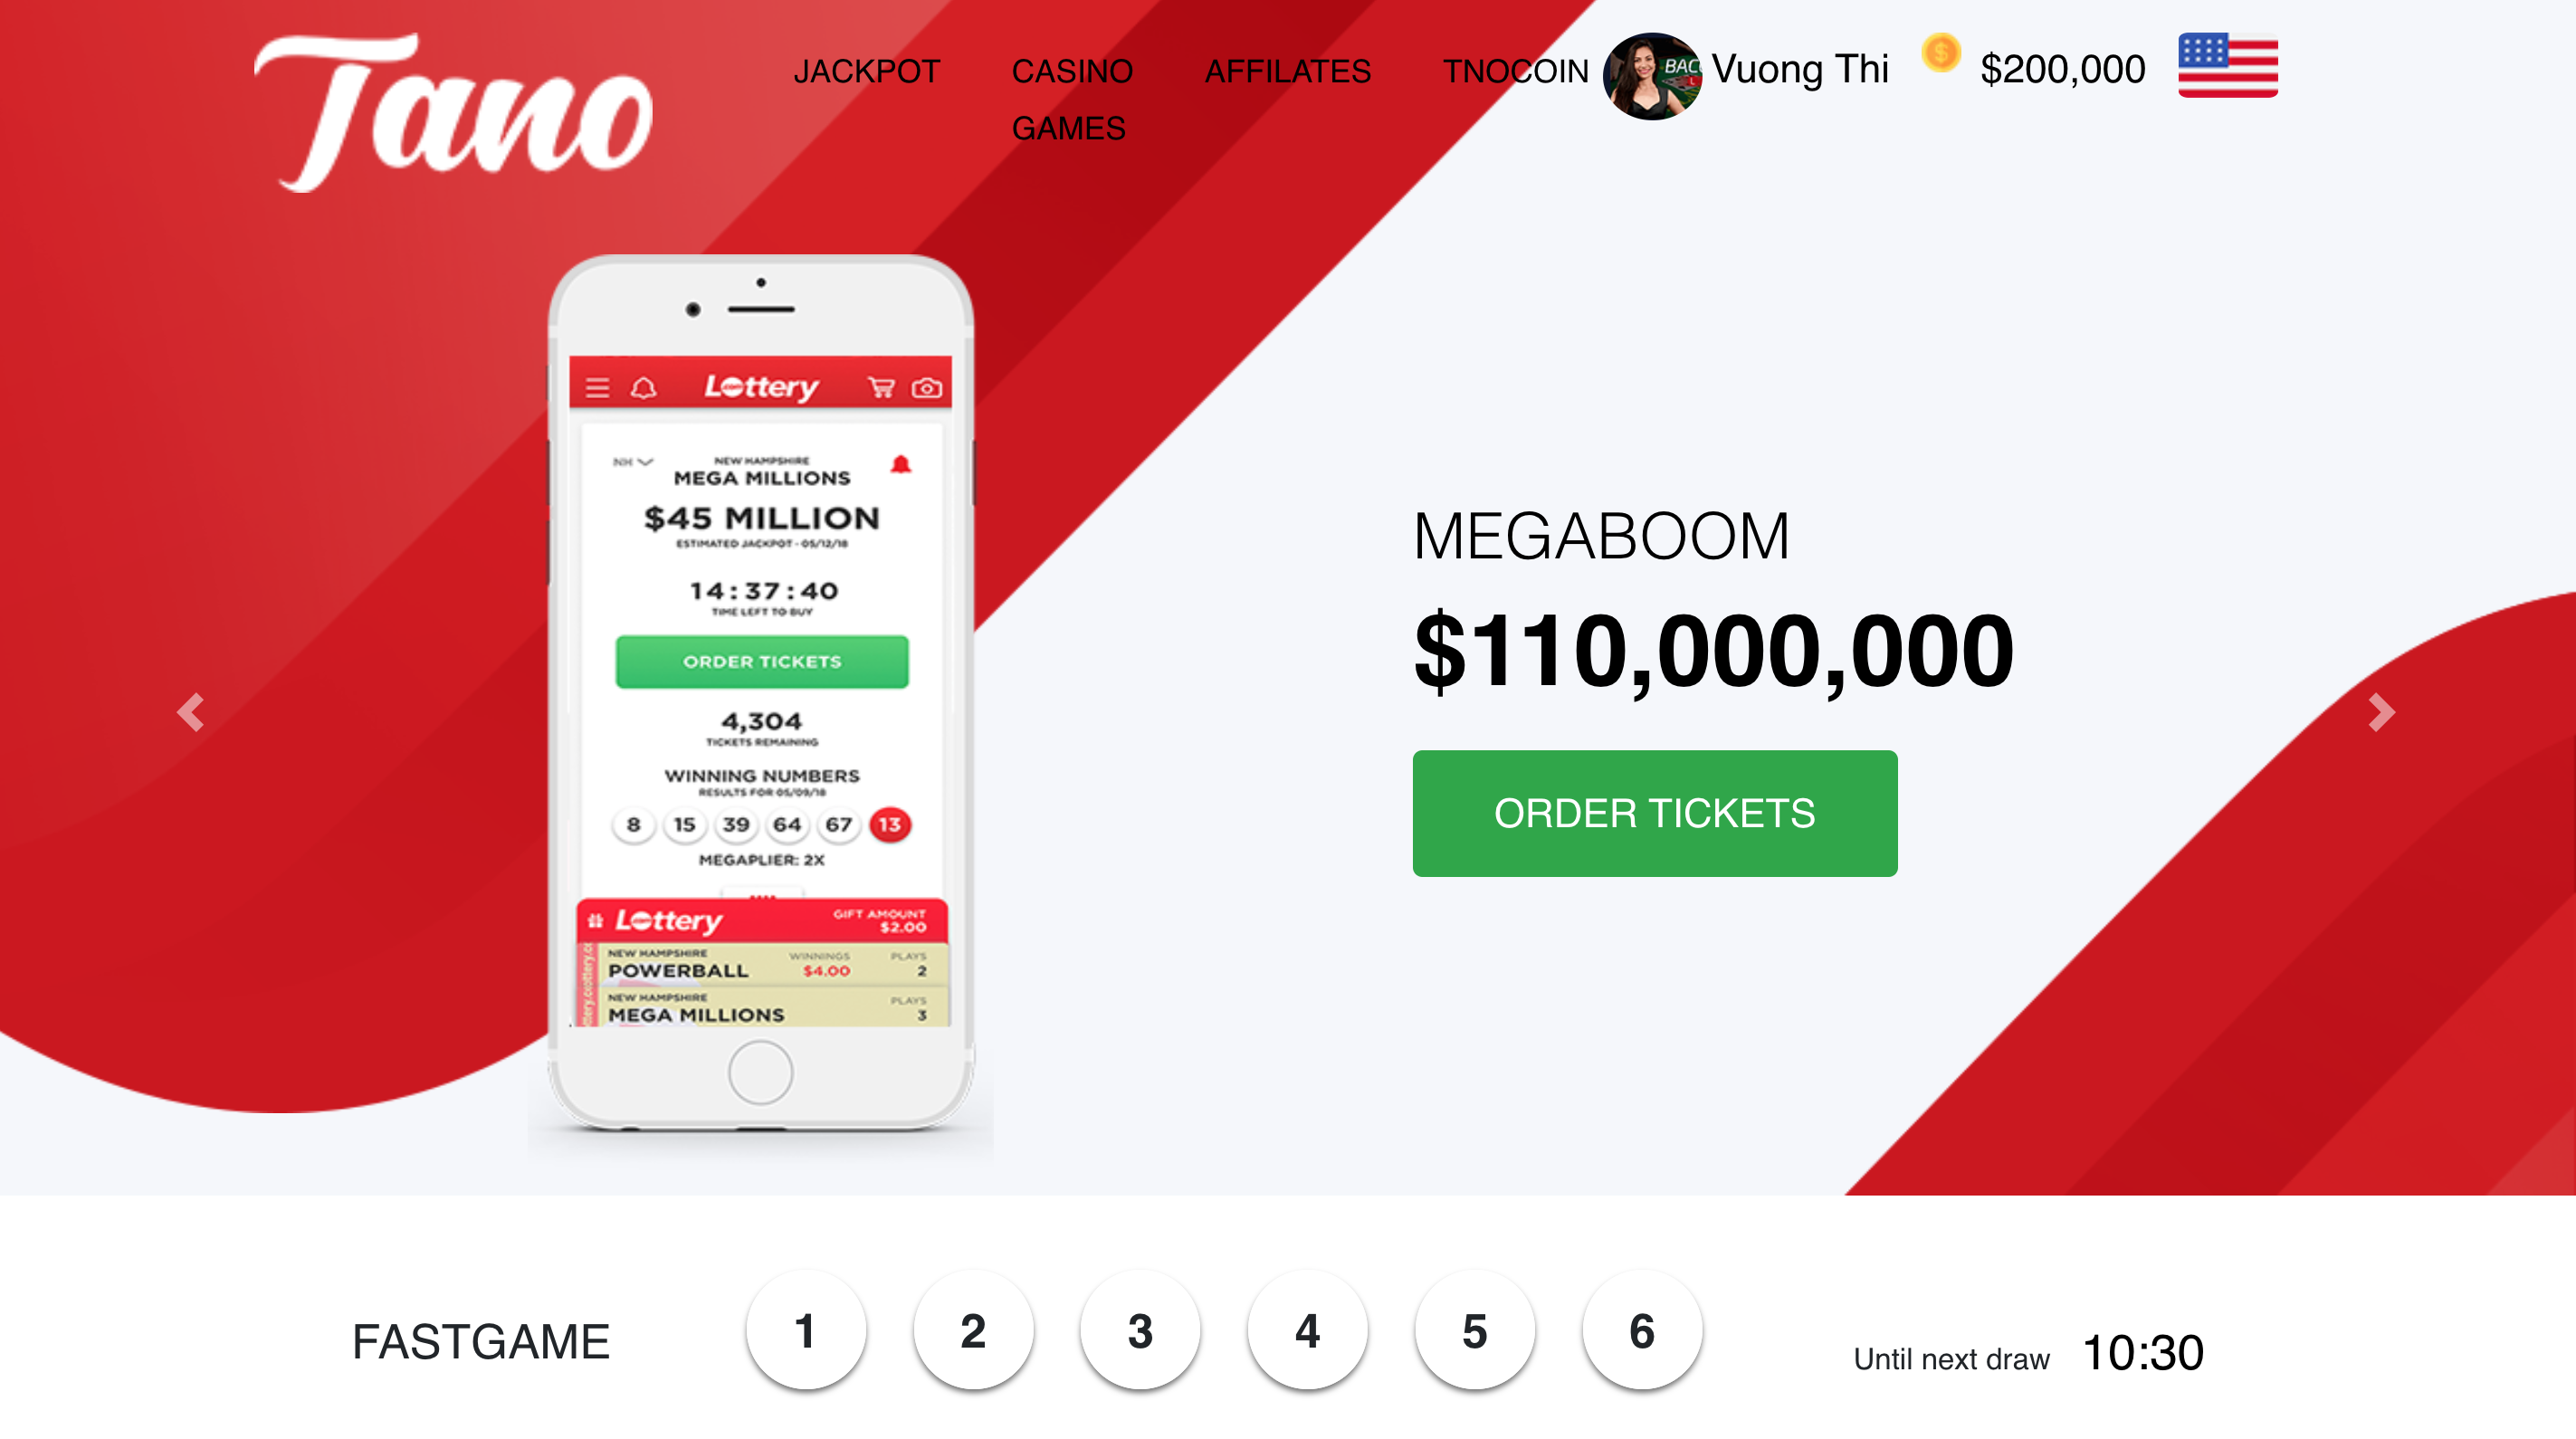 Tano
JACKPOT
CASINO
GAMES
AFFILATES
TNOCOIN
BAC
Vuong Thi
$
$200,000
Lottery
NH
NEW HAMPSHIRE
MEGA MILLIONS
$45 MILLION
ESTIMATED JACKPOT - 05/12/18
14:37:40
TIME LEFT TO BUY
ORDER TICKETS
4,304
TICKETS REMAINING
WINNING NUMBERS
RESULTS FOR 05/09/18
8 15 39 64 67 13
MEGAPLIER: 2X
Lottery
GIFT AMOUNT
$2.00
NEW HAMPSHIRE
POWERBALL
WINNINGS
$4.00
PLAYS
2
NEW HAMPSHIRE
MEGA MILLIONS
PLAYS
3
MEGABOOM
$110,000,000
ORDER TICKETS
FASTGAME
1 2 3 4 5 6
Until next draw 10:30